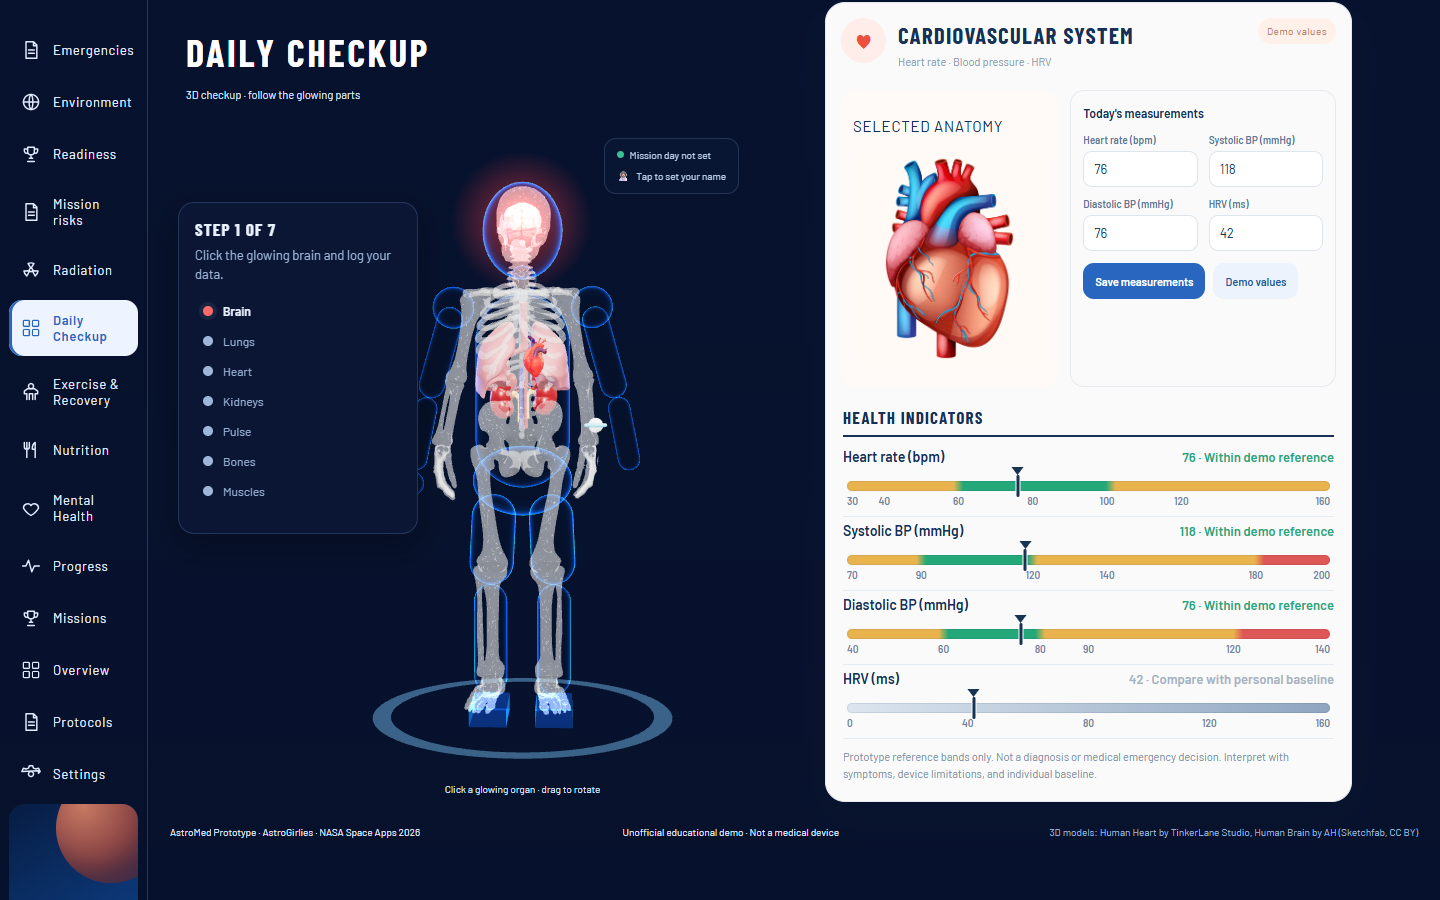 Emergencies
Environment
Readiness
Mission
risks
Radiation
Daily
Checkup
Exercise &
Recovery
Nutrition
Mental
Health
Progress
Missions
Overview
Protocols
Settings
DAILY CHECKUP
3D checkup · follow the glowing parts
Mission day not set
Tap to set your name
STEP 1 OF 7
Click the glowing brain and log your
data.
Brain
Lungs
Heart
Kidneys
Pulse
Bones
Muscles
Click a glowing organ · drag to rotate
CARDIOVASCULAR SYSTEM
Heart rate · Blood pressure · HRV
Demo values
SELECTED ANATOMY
Today's measurements
Heart rate (bpm) Systolic BP (mmHg)
76 118
Diastolic BP (mmHg) HRV (ms)
76 42
Save measurements Demo values
HEALTH INDICATORS
Heart rate (bpm) 76 · Within demo reference
30 40 60 80 100 120 160
Systolic BP (mmHg) 118 · Within demo reference
70 90 120 140 180 200
Diastolic BP (mmHg) 76 · Within demo reference
40 60 80 90 120 140
HRV (ms) 42 · Compare with personal baseline
0 40 80 120 160
Prototype reference bands only. Not a diagnosis or medical emergency decision. Interpret with
symptoms, device limitations, and individual baseline.
AstroMed Prototype · AstroGirlies · NASA Space Apps 2026
Unofficial educational demo · Not a medical device
3D models: Human Heart by TinkerLane Studio, Human Brain by AH (Sketchfab, CC BY)